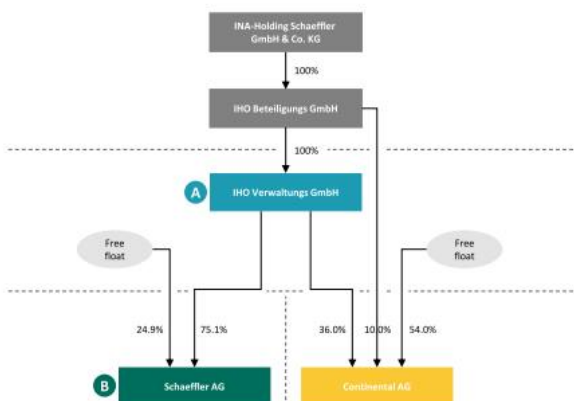 INA-Holding Schaeffler
GmbH & Co. KG
100%
IHO Beteiligungs GmbH
100%
A
IHO Verwaltungs GmbH
Free
float
Free
float
24.9%
75.1%
36.0%
10.0%
54.0%
B
Schaeffler AG
Continental AG